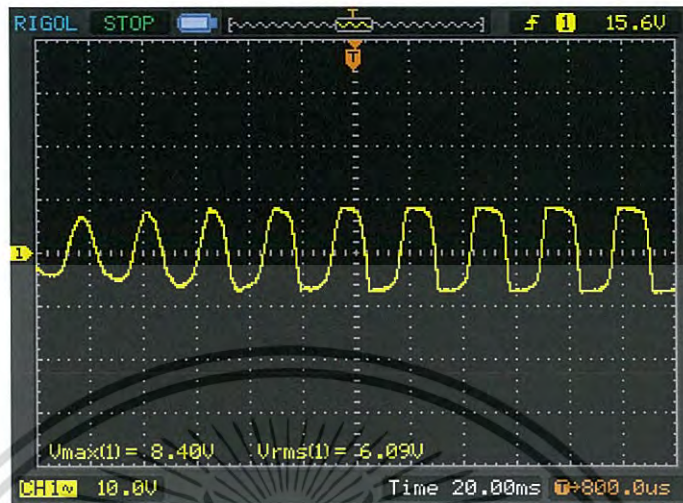 RIGOL STOP T 1 15.6V
T
1
Vmax(1)= 8.40V Vrms(1)= 6.09V
CH1~ 10.0V Time 20.00ms T→800.0us